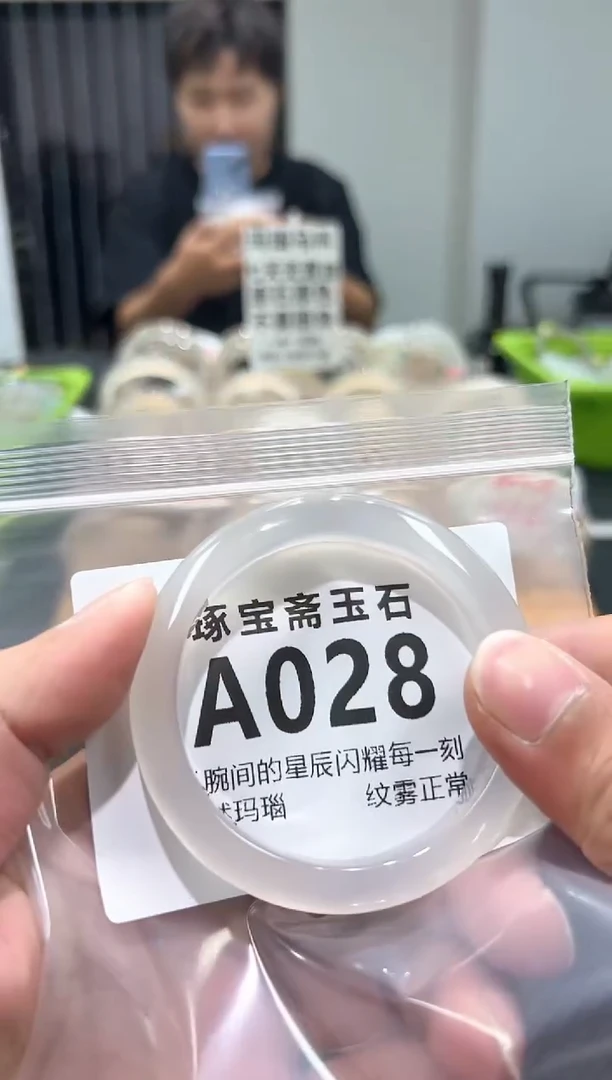 琢宝斋玉石
A028
腕间的星辰闪耀每一刻
玛瑙 纹雾正常